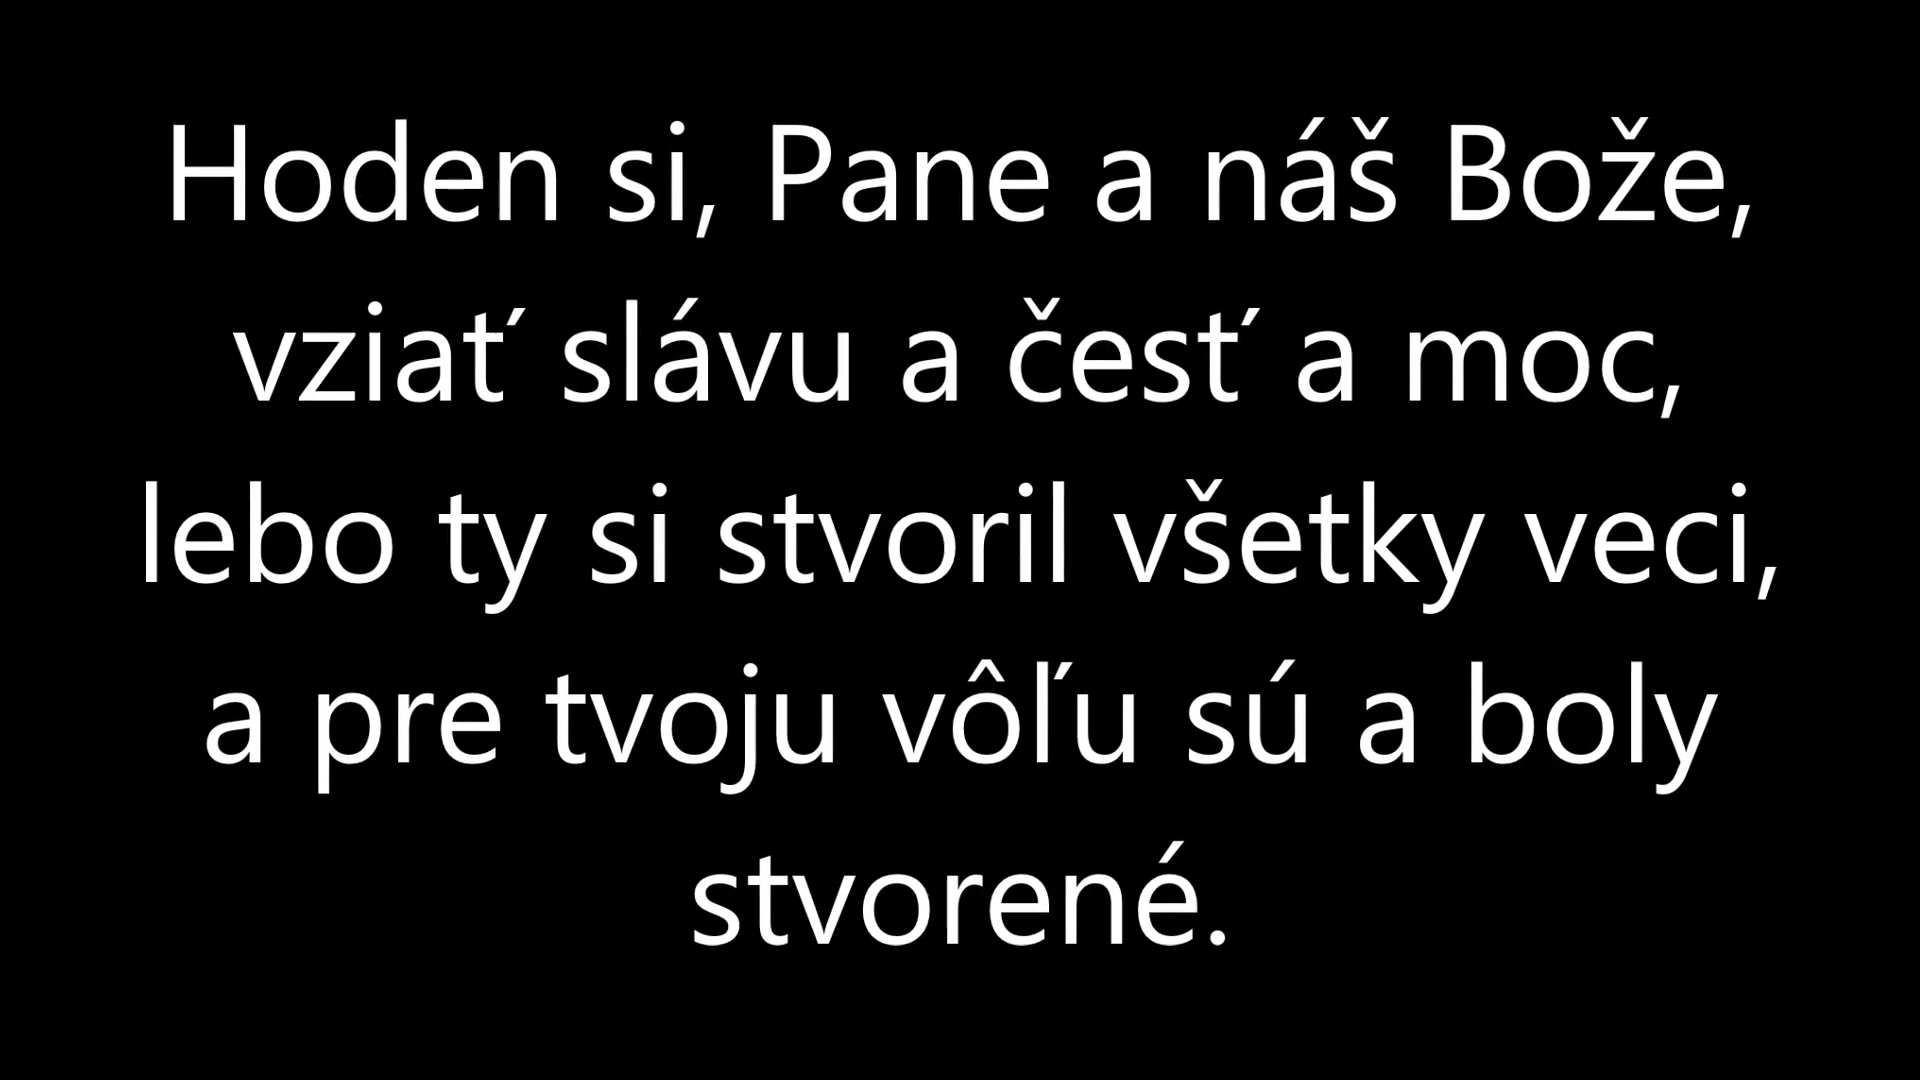 Hoden si, Pane a náš Bože,
vziať slávu a česť a moc,
lebo ty si stvoril všetky veci,
a pre tvoju vôľu sú a boly
stvorené.